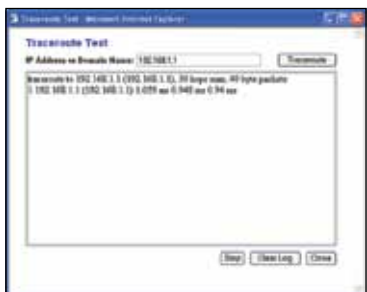 Traceroute Test - Microsoft Internet Explorer
Traceroute Test
IP Address or Domain Name: 192.168.1.1 Traceroute
traceroute to 192.168.1.1 (192.168.1.1), 30 hops max, 40 byte packets
1 192.168.1.1 (192.168.1.1) 1.059 ms 0.948 ms 0.94 ms
Stop Clear Log Close